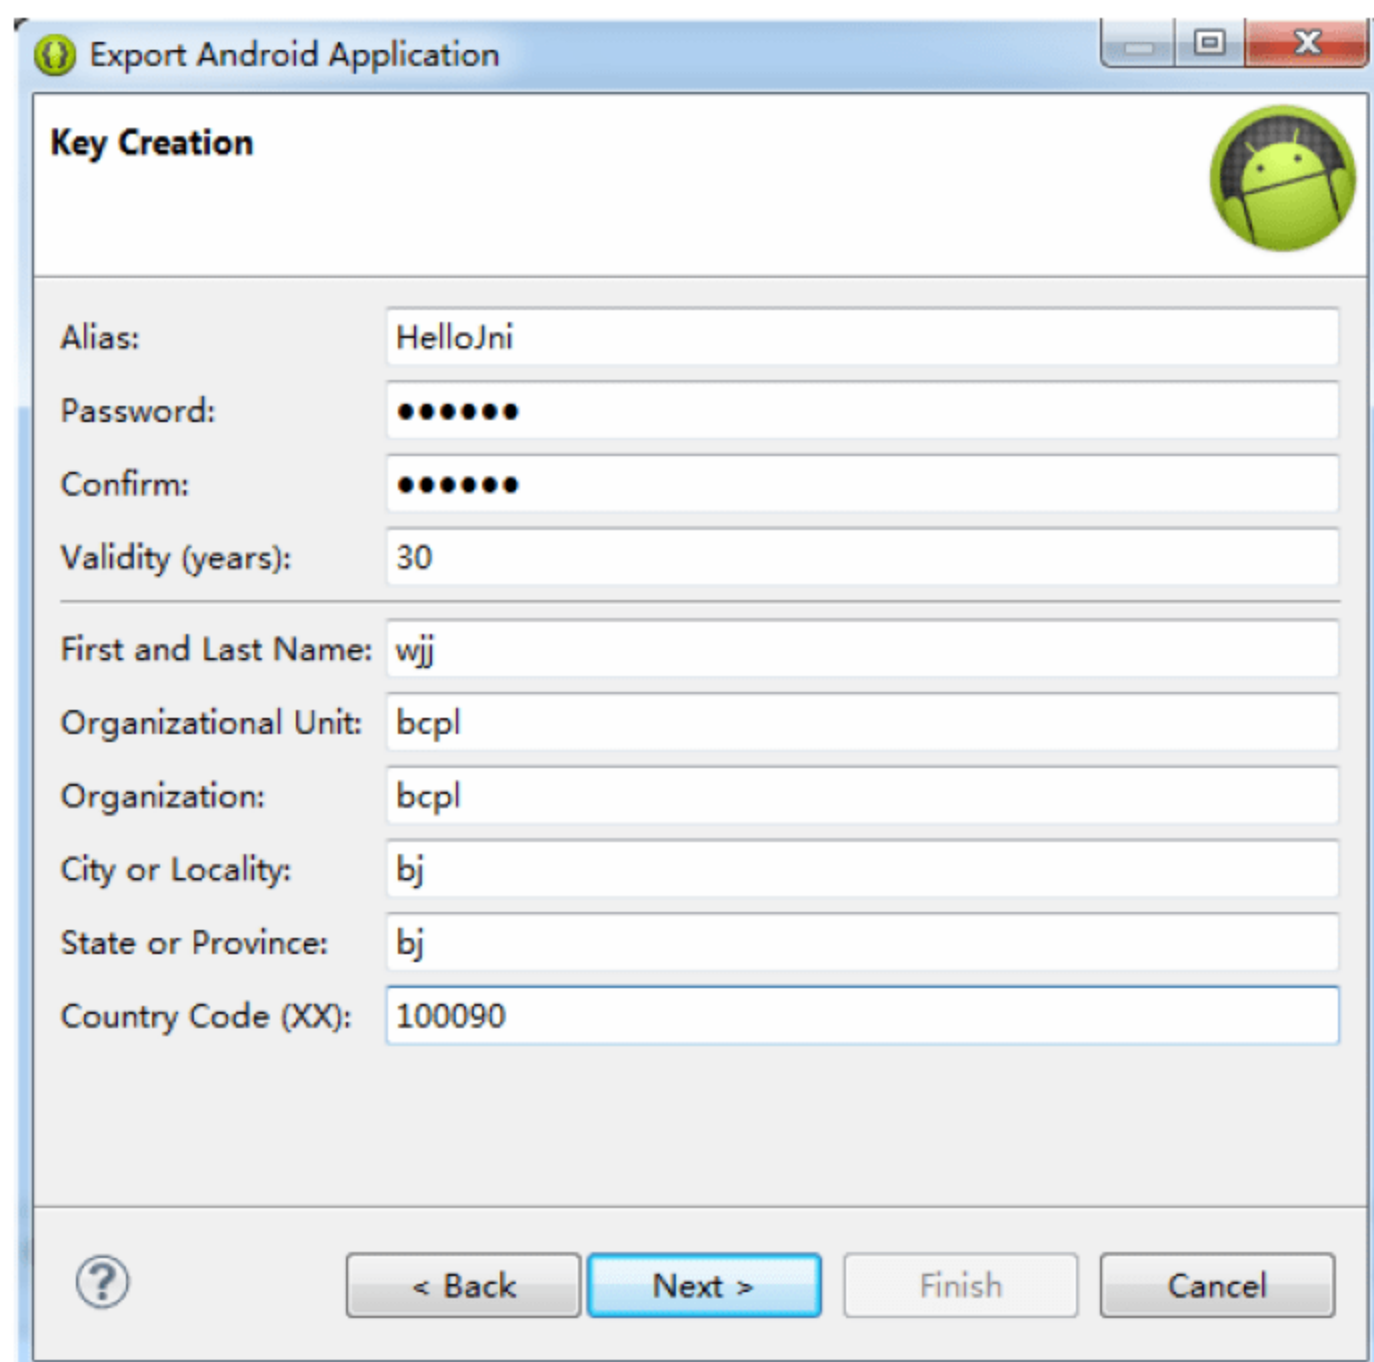 Export Android Application
Key Creation
Alias: HelloJni
Password: ●●●●●●
Confirm: ●●●●●●
Validity (years): 30
First and Last Name: wjj
Organizational Unit: bcpl
Organization: bcpl
City or Locality: bj
State or Province: bj
Country Code (XX): 100090
? < Back Next > Finish Cancel